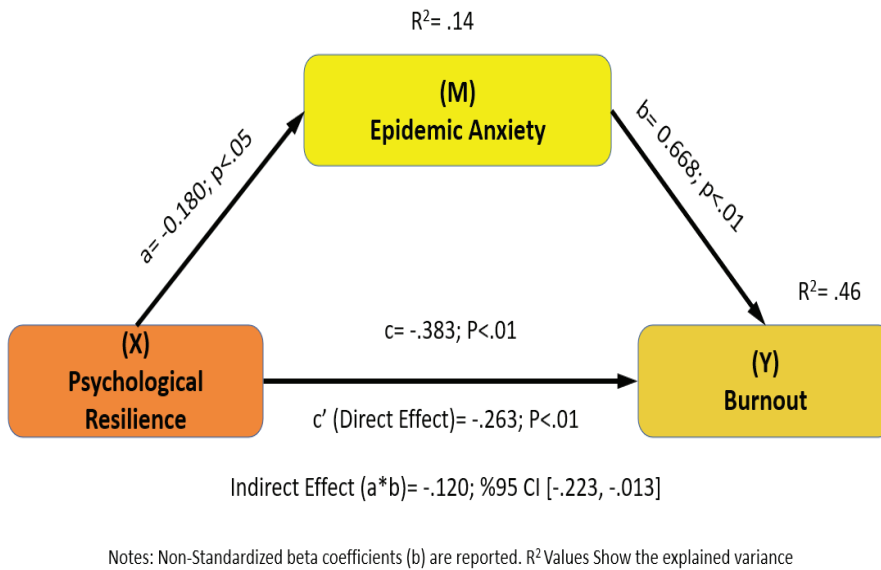 R²= .14
(M)
Epidemic Anxiety
a= -0.180; p<.05
b= 0.668; p<.01
R²= .46
(X)
Psychological
Resilience
c= -.383; P<.01
c’ (Direct Effect)= -.263; P<.01
(Y)
Burnout
Indirect Effect (a*b)= -.120; %95 CI [-.223, -.013]
Notes: Non-Standardized beta coefficients (b) are reported. R² Values Show the explained variance